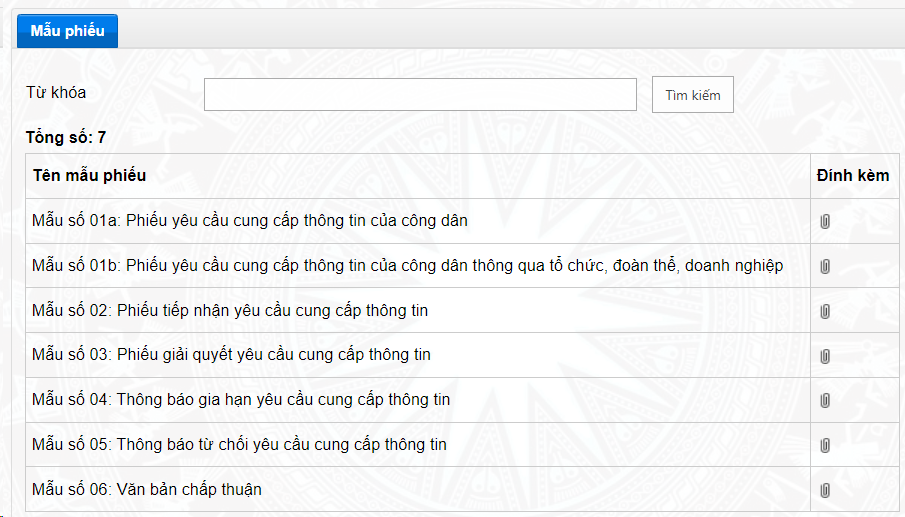 Mẫu phiếu
Từ khóa
Tìm kiếm
Tổng số: 7
Tên mẫu phiếu Đính kèm
Mẫu số 01a: Phiếu yêu cầu cung cấp thông tin của công dân
Mẫu số 01b: Phiếu yêu cầu cung cấp thông tin của công dân thông qua tổ chức, đoàn thể, doanh nghiệp
Mẫu số 02: Phiếu tiếp nhận yêu cầu cung cấp thông tin
Mẫu số 03: Phiếu giải quyết yêu cầu cung cấp thông tin
Mẫu số 04: Thông báo gia hạn yêu cầu cung cấp thông tin
Mẫu số 05: Thông báo từ chối yêu cầu cung cấp thông tin
Mẫu số 06: Văn bản chấp thuận